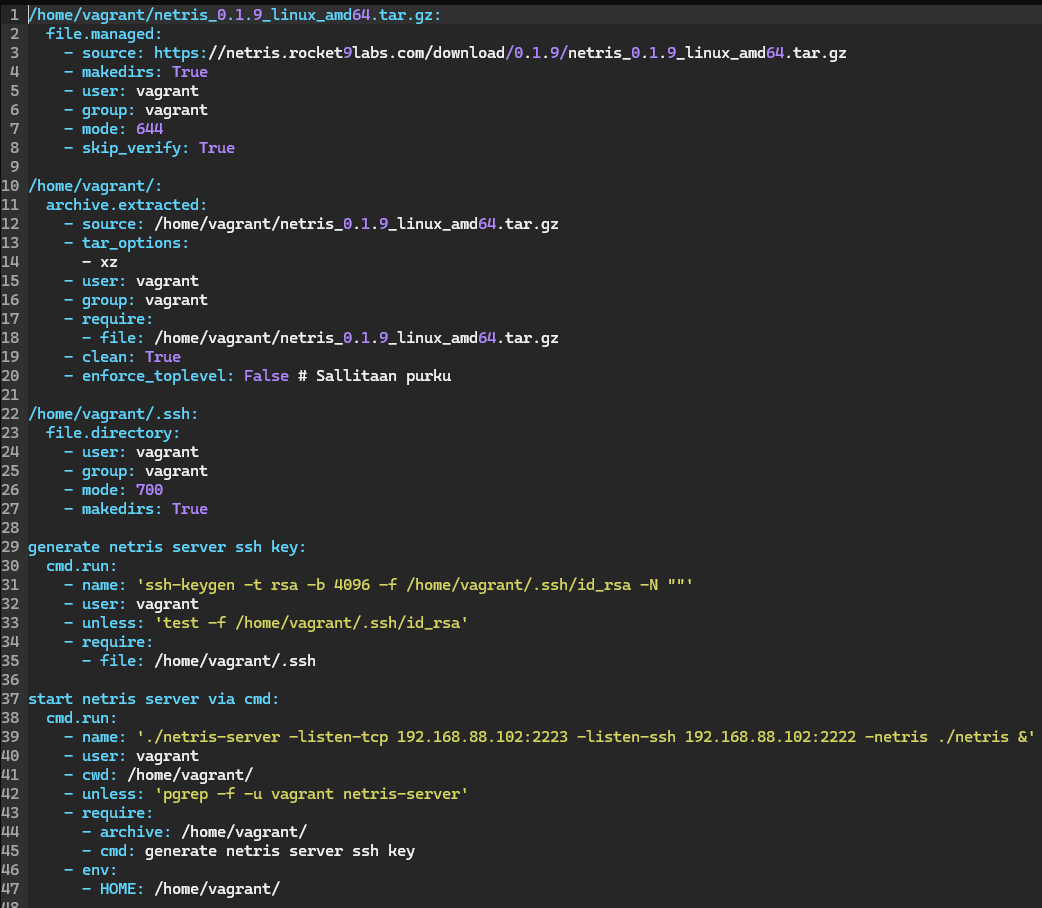 1 /home/vagrant/netris_0.1.9_linux_amd64.tar.gz:
2   file.managed:
3     - source: https://netris.rocket9labs.com/download/0.1.9/netris_0.1.9_linux_amd64.tar.gz
4     - makedirs: True
5     - user: vagrant
6     - group: vagrant
7     - mode: 644
8     - skip_verify: True
9
10 /home/vagrant/:
11   archive.extracted:
12     - source: /home/vagrant/netris_0.1.9_linux_amd64.tar.gz
13     - tar_options:
14       - xz
15     - user: vagrant
16     - group: vagrant
17     - require:
18       - file: /home/vagrant/netris_0.1.9_linux_amd64.tar.gz
19     - clean: True
20     - enforce_toplevel: False # Sallitaan purku
21
22 /home/vagrant/.ssh:
23   file.directory:
24     - user: vagrant
25     - group: vagrant
26     - mode: 700
27     - makedirs: True
28
29 generate netris server ssh key:
30   cmd.run:
31     - name: 'ssh-keygen -t rsa -b 4096 -f /home/vagrant/.ssh/id_rsa -N ""'
32     - user: vagrant
33     - unless: 'test -f /home/vagrant/.ssh/id_rsa'
34     - require:
35       - file: /home/vagrant/.ssh
36
37 start netris server via cmd:
38   cmd.run:
39     - name: './netris-server -listen-tcp 192.168.88.102:2223 -listen-ssh 192.168.88.102:2222 -netris ./netris &'
40     - user: vagrant
41     - cwd: /home/vagrant/
42     - unless: 'pgrep -f -u vagrant netris-server'
43     - require:
44       - archive: /home/vagrant/
45       - cmd: generate netris server ssh key
46     - env:
47       - HOME: /home/vagrant/
48